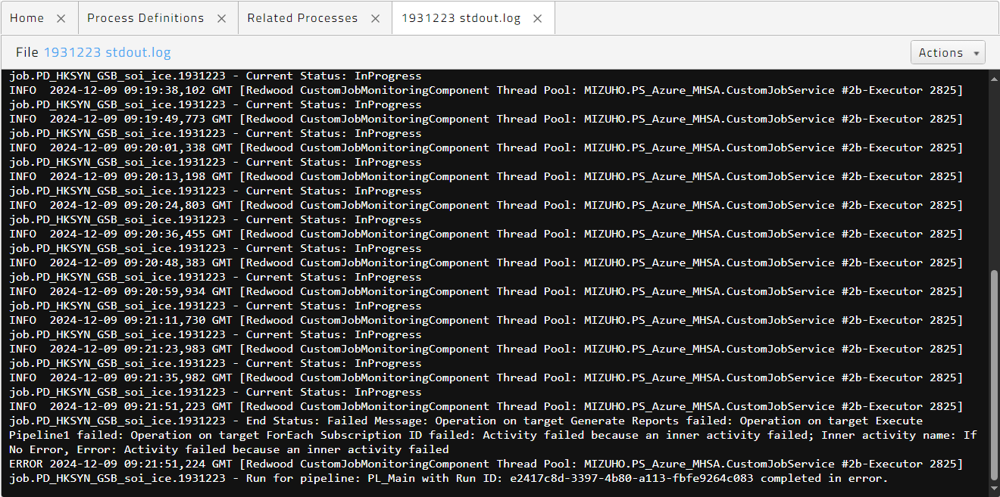 Home × Process Definitions × Related Processes × 1931223 stdout.log ×
File 1931223 stdout.log Actions
job.PD_HKSYN_GSB_soi_ice.1931223 - Current Status: InProgress
INFO  2024-12-09 09:19:38,102 GMT [Redwood CustomJobMonitoringComponent Thread Pool: MIZUHO.PS_Azure_MHSA.CustomJobService #2b-Executor 2825]
job.PD_HKSYN_GSB_soi_ice.1931223 - Current Status: InProgress
INFO  2024-12-09 09:19:49,773 GMT [Redwood CustomJobMonitoringComponent Thread Pool: MIZUHO.PS_Azure_MHSA.CustomJobService #2b-Executor 2825]
job.PD_HKSYN_GSB_soi_ice.1931223 - Current Status: InProgress
INFO  2024-12-09 09:20:01,338 GMT [Redwood CustomJobMonitoringComponent Thread Pool: MIZUHO.PS_Azure_MHSA.CustomJobService #2b-Executor 2825]
job.PD_HKSYN_GSB_soi_ice.1931223 - Current Status: InProgress
INFO  2024-12-09 09:20:13,198 GMT [Redwood CustomJobMonitoringComponent Thread Pool: MIZUHO.PS_Azure_MHSA.CustomJobService #2b-Executor 2825]
job.PD_HKSYN_GSB_soi_ice.1931223 - Current Status: InProgress
INFO  2024-12-09 09:20:24,803 GMT [Redwood CustomJobMonitoringComponent Thread Pool: MIZUHO.PS_Azure_MHSA.CustomJobService #2b-Executor 2825]
job.PD_HKSYN_GSB_soi_ice.1931223 - Current Status: InProgress
INFO  2024-12-09 09:20:36,455 GMT [Redwood CustomJobMonitoringComponent Thread Pool: MIZUHO.PS_Azure_MHSA.CustomJobService #2b-Executor 2825]
job.PD_HKSYN_GSB_soi_ice.1931223 - Current Status: InProgress
INFO  2024-12-09 09:20:48,383 GMT [Redwood CustomJobMonitoringComponent Thread Pool: MIZUHO.PS_Azure_MHSA.CustomJobService #2b-Executor 2825]
job.PD_HKSYN_GSB_soi_ice.1931223 - Current Status: InProgress
INFO  2024-12-09 09:20:59,934 GMT [Redwood CustomJobMonitoringComponent Thread Pool: MIZUHO.PS_Azure_MHSA.CustomJobService #2b-Executor 2825]
job.PD_HKSYN_GSB_soi_ice.1931223 - Current Status: InProgress
INFO  2024-12-09 09:21:11,730 GMT [Redwood CustomJobMonitoringComponent Thread Pool: MIZUHO.PS_Azure_MHSA.CustomJobService #2b-Executor 2825]
job.PD_HKSYN_GSB_soi_ice.1931223 - Current Status: InProgress
INFO  2024-12-09 09:21:23,983 GMT [Redwood CustomJobMonitoringComponent Thread Pool: MIZUHO.PS_Azure_MHSA.CustomJobService #2b-Executor 2825]
job.PD_HKSYN_GSB_soi_ice.1931223 - Current Status: InProgress
INFO  2024-12-09 09:21:35,982 GMT [Redwood CustomJobMonitoringComponent Thread Pool: MIZUHO.PS_Azure_MHSA.CustomJobService #2b-Executor 2825]
job.PD_HKSYN_GSB_soi_ice.1931223 - Current Status: InProgress
INFO  2024-12-09 09:21:51,223 GMT [Redwood CustomJobMonitoringComponent Thread Pool: MIZUHO.PS_Azure_MHSA.CustomJobService #2b-Executor 2825]
job.PD_HKSYN_GSB_soi_ice.1931223 - End Status: Failed Message: Operation on target Generate Reports failed: Operation on target Execute
Pipeline1 failed: Operation on target ForEach Subscription ID failed: Activity failed because an inner activity failed; Inner activity name: If
No Error, Error: Activity failed because an inner activity failed
ERROR 2024-12-09 09:21:51,224 GMT [Redwood CustomJobMonitoringComponent Thread Pool: MIZUHO.PS_Azure_MHSA.CustomJobService #2b-Executor 2825]
job.PD_HKSYN_GSB_soi_ice.1931223 - Run for pipeline: PL_Main with Run ID: e2417c8d-3397-4b80-a113-fbfe9264c083 completed in error.